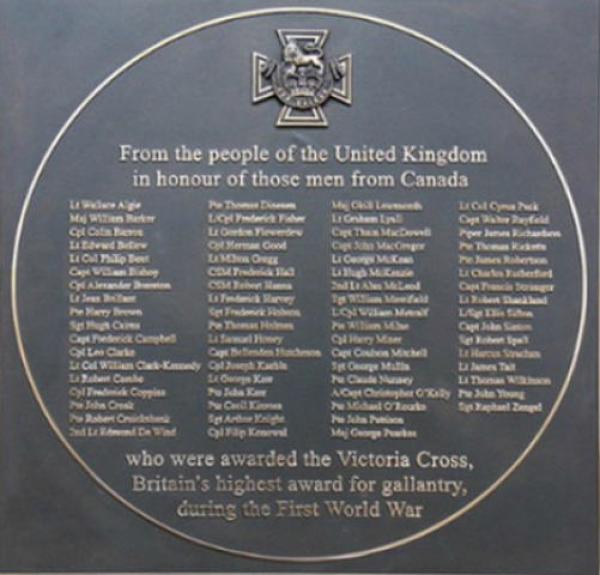 From the people of the United Kingdom
in honour of those men from Canada
Lt Wallace Algie
Maj William Barker
Cpl Colin Barron
Lt Edward Bellew
Lt Col Philip Bent
Capt William Bishop
Cpl Alexander Brereton
Lt Jean Brillant
Pte Harry Brown
Sgt Hugh Cairns
Capt Frederick Campbell
Cpl Leo Clarke
Lt Col William Clark-Kennedy
Lt Robert Combe
Cpl Frederick Coppins
Pte John Croak
Pte Robert Cruickshank
2nd Lt Edmund De Wind
Pte Thomas Dinesen
L/Cpl Frederick Fisher
Lt Gordon Flowerdew
Cpl Herman Good
Lt Milton Gregg
CSM Frederick Hall
CSM Robert Hanna
Lt Frederick Harvey
Sgt Frederick Hobson
Pte Thomas Holmes
Lt Samuel Honey
Capt Bellenden Hutcheson
Cpl Joseph Kaeble
Lt George Kerr
Pte John Kerr
Pte Cecil Kinross
Sgt Arthur Knight
Cpl Filip Konowal
Maj Okill Learmonth
Lt Graham Lyall
Capt Thain MacDowell
Capt John MacGregor
Lt George McKean
Lt Hugh McKenzie
2nd Lt Alan McLeod
Sgt William Merrifield
L/Cpl William Metcalf
Pte William Milne
Cpl Harry Miner
Capt Coulson Mitchell
Sgt George Mullin
Pte Claude Nunney
A/Capt Christopher O'Kelly
Pte Michael O'Rourke
Pte John Pattison
Maj George Pearkes
Lt Col Cyrus Peck
Capt Walter Rayfield
Piper James Richardson
Pte Thomas Ricketts
Pte James Robertson
Lt Charles Rutherford
Capt Francis Scrimger
Lt Robert Shankland
L/Sgt Ellis Sifton
Capt John Sinton
Sgt Robert Spall
Lt Harcus Strachan
Lt James Tait
Lt Thomas Wilkinson
Pte John Young
Sgt Raphael Zengel
who were awarded the Victoria Cross,
Britain's highest award for gallantry,
during the First World War